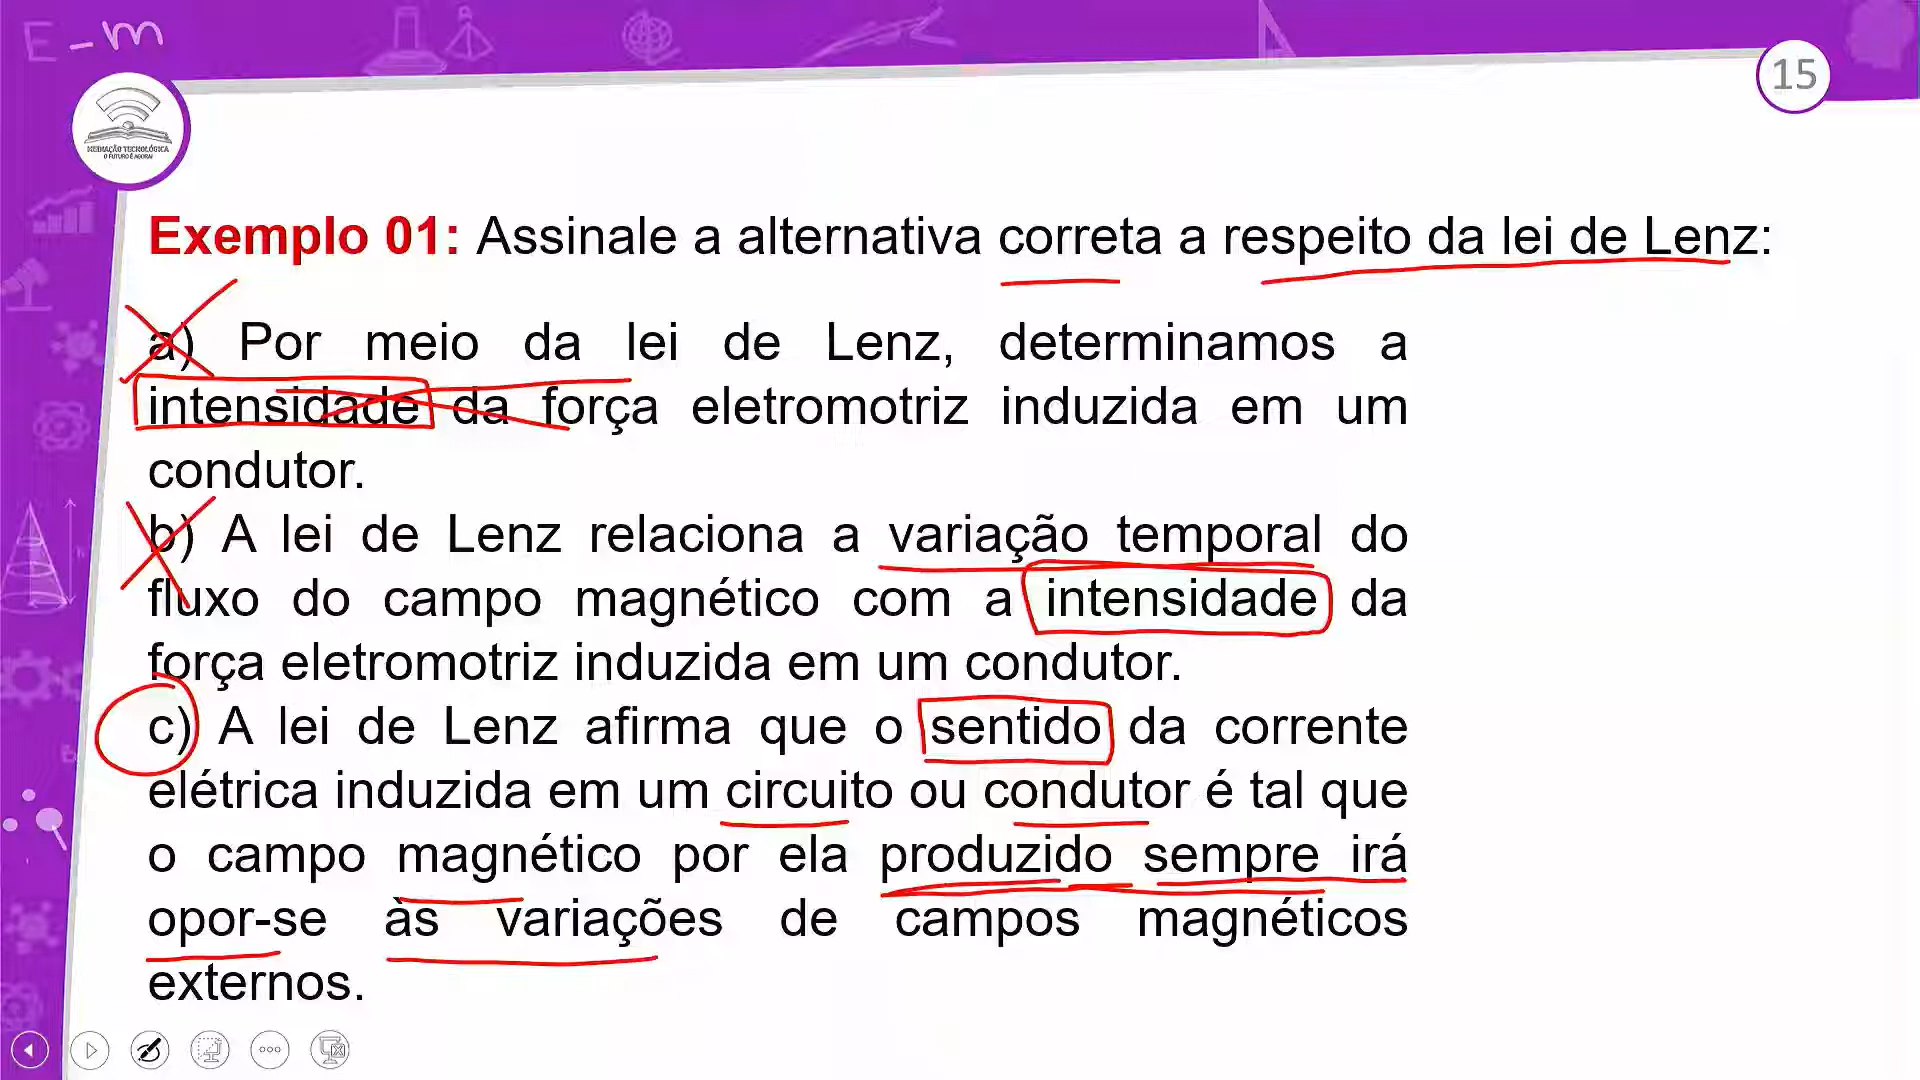 E-m
15
MEDIAÇÃO TECNOLÓGICA
O FUTURO É AGORA!
Exemplo 01: Assinale a alternativa correta a respeito da lei de Lenz:
a) Por meio da lei de Lenz, determinamos a
intensidade da força eletromotriz induzida em um
condutor.
b) A lei de Lenz relaciona a variação temporal do
fluxo do campo magnético com a intensidade da
força eletromotriz induzida em um condutor.
c) A lei de Lenz afirma que o sentido da corrente
elétrica induzida em um circuito ou condutor é tal que
o campo magnético por ela produzido sempre irá
opor-se às variações de campos magnéticos
externos.